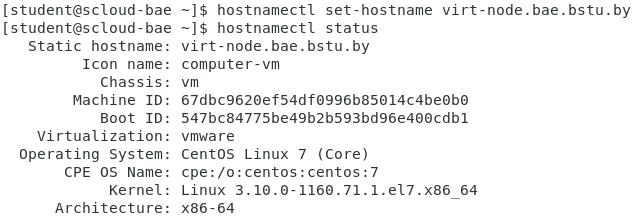 [student@scloud-bae ~]$ hostnamectl set-hostname virt-node.bae.bstu.by
[student@scloud-bae ~]$ hostnamectl status
Static hostname: virt-node.bae.bstu.by
Icon name: computer-vm
Chassis: vm
Machine ID: 67dbc9620ef54df0996b85014c4be0b0
Boot ID: 547bc84775be49b2b593bd96e400cdb1
Virtualization: vmware
Operating System: CentOS Linux 7 (Core)
CPE OS Name: cpe:/o:centos:centos:7
Kernel: Linux 3.10.0-1160.71.1.el7.x86_64
Architecture: x86-64